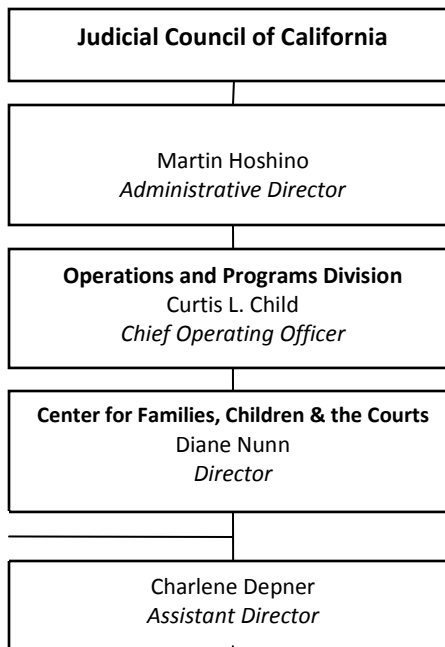 Judicial Council of California
Martin Hoshino
Administrative Director
Operations and Programs Division
Curtis L. Child
Chief Operating Officer
Center for Families, Children & the Courts
Diane Nunn
Director
Charlene Depner
Assistant Director